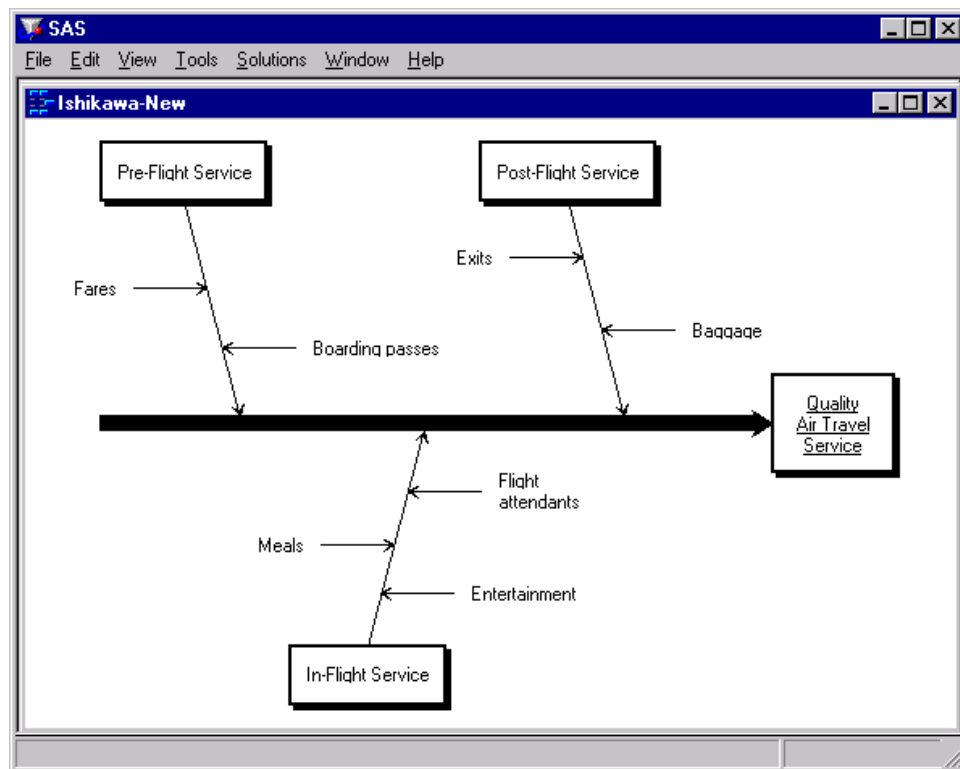 SAS
File Edit View Tools Solutions Window Help
Ishikawa-New
Pre-Flight Service
Post-Flight Service
Exits
Fares
Baggage
Boarding passes
Quality
Air Travel
Service
Flight
attendants
Meals
Entertainment
In-Flight Service